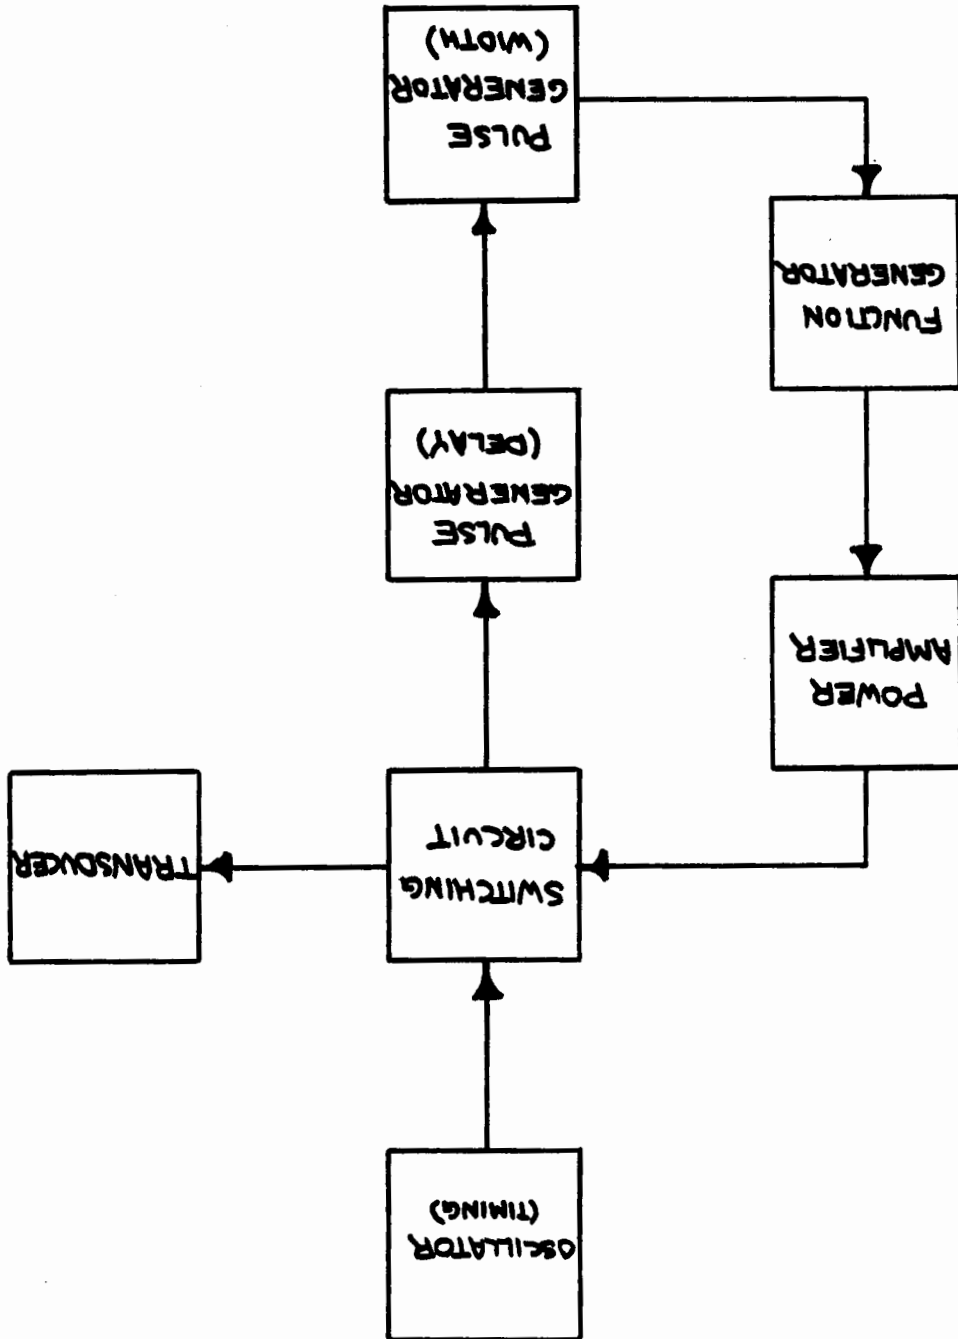 OSCILLATOR
(TIMING)
SWITCHING
CIRCUIT
TRANSDUCER
POWER
AMPLIFIER
PULSE
GENERATOR
(DELAY)
FUNCTION
GENERATOR
PULSE
GENERATOR
(WIDTH)